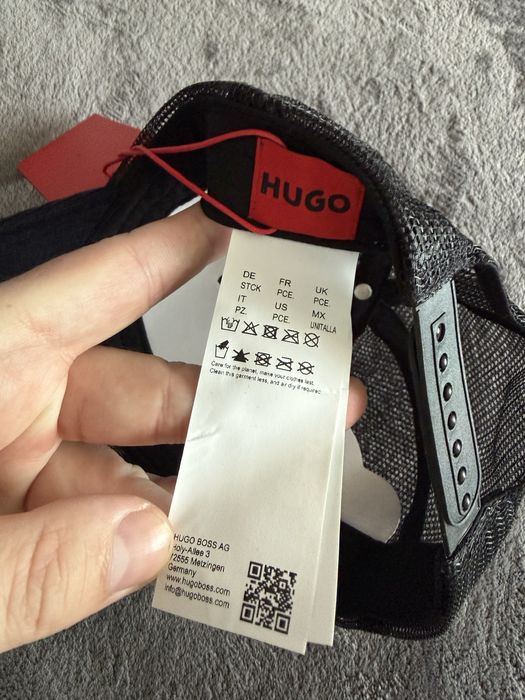 HUGO
DE FR UK
STCK PCE. PCE.
IT US MX
PZ. PCE. UNITALLA
Care for the planet, make your clothes last.
Clean this garment less, and air dry if required.
HUGO BOSS AG
Holy-Allee 3
72555 Metzingen
Germany
www.hugoboss.com
info@hugoboss.com